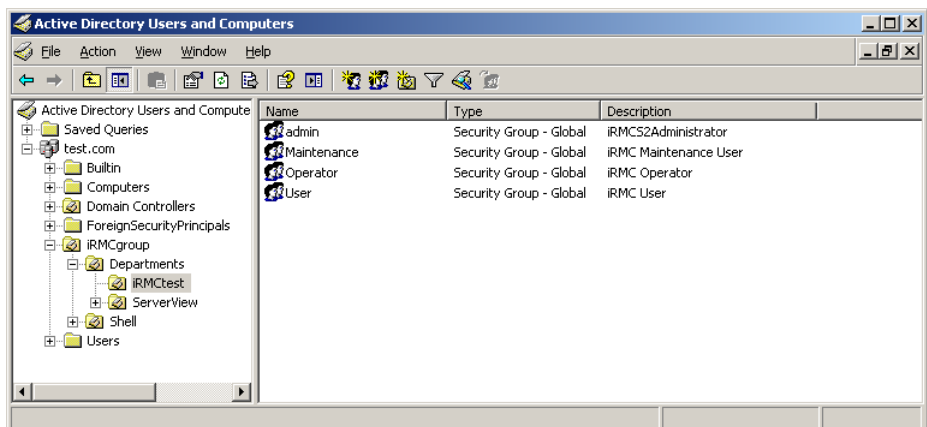 Active Directory Users and Computers
File Action View Window Help
Active Directory Users and Compute
Saved Queries
test.com
Builtin
Computers
Domain Controllers
ForeignSecurityPrincipals
iRMCgroup
Departments
iRMCtest
ServerView
Shell
Users
Name Type Description
admin Security Group - Global iRMCS2Administrator
Maintenance Security Group - Global iRMC Maintenance User
Operator Security Group - Global iRMC Operator
User Security Group - Global iRMC User